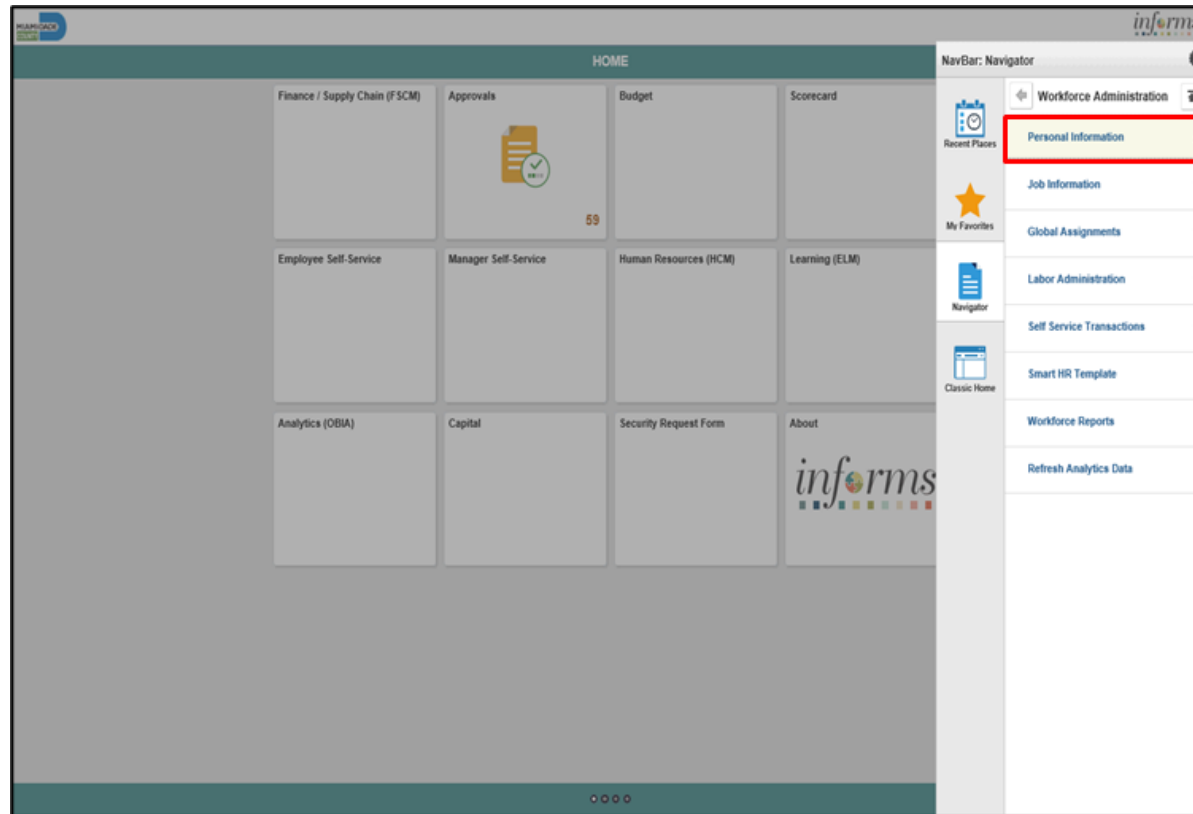 MIAMI-DADE
informs
HOME
NavBar: Navigator
Finance / Supply Chain (FSCM)
Approvals
59
Budget
Scorecard
Employee Self-Service
Manager Self-Service
Human Resources (HCM)
Learning (ELM)
Analytics (OBIA)
Capital
Security Request Form
About
informs
Recent Places
My Favorites
Navigator
Classic Home
Workforce Administration
Personal Information
Job Information
Global Assignments
Labor Administration
Self Service Transactions
Smart HR Template
Workforce Reports
Refresh Analytics Data